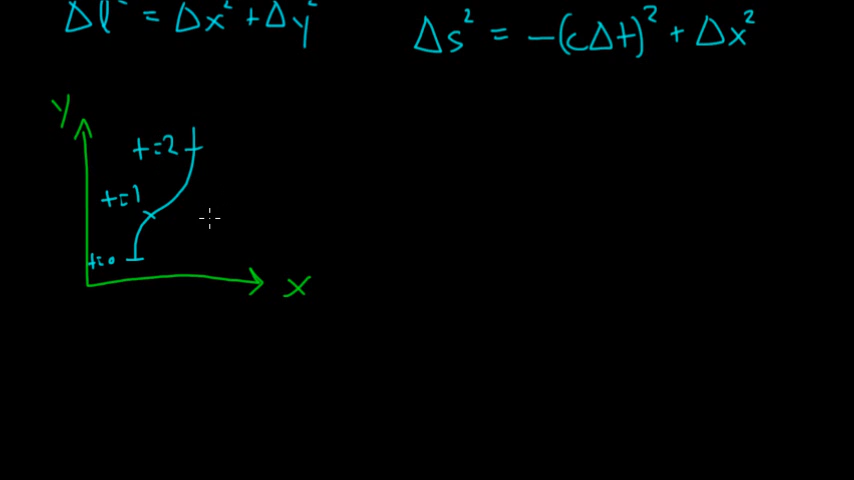 Δl² = Δx² + Δy²
Δs² = -(cΔt)² + Δx²
y
t=2
t=1
t=0
x